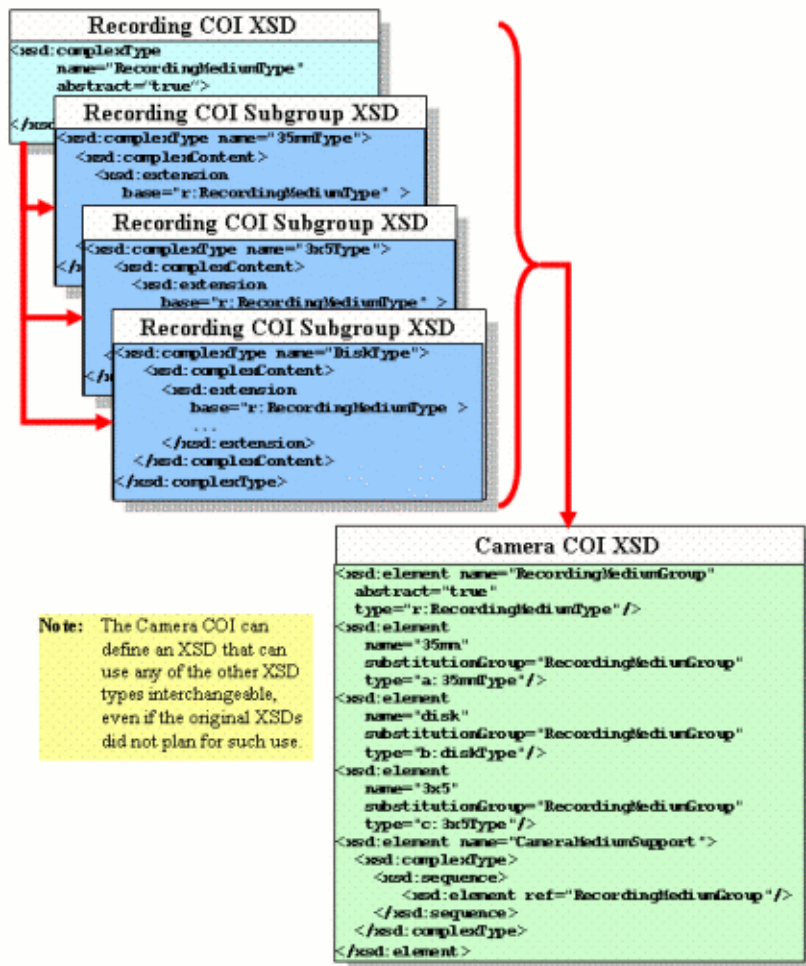 Recording COI XSD
<xsd:complexType
name="RecordingMediumType"
abstract="true">
</xsd
Recording COI Subgroup XSD
<xsd:complexType name="35mmType">
<xsd:complexContent>
<xsd:extension
base="r:RecordingMediumType" >
</
Recording COI Subgroup XSD
<xsd:complexType name="3x5Type">
<xsd:complexContent>
<xsd:extension
base="r:RecordingMediumType" >
</
Recording COI Subgroup XSD
<xsd:complexType name="DiskType">
<xsd:complexContent>
<xsd:extension
base="r:RecordingMediumType >
...
</xsd:extension>
</xsd:complexContent>
</xsd:complexType>
Camera COI XSD
<xsd:element name="RecordingMediumGroup"
abstract="true"
type="r:RecordingMediumType"/>
<xsd:element
name="35mm"
substitutionGroup="RecordingMediumGroup"
type="a:35mmType"/>
<xsd:element
name="disk"
substitutionGroup="RecordingMediumGroup"
type="b:diskType"/>
<xsd:element
name="3x5"
substitutionGroup="RecordingMediumGroup"
type="c:3x5Type"/>
<xsd:element name="CameraMediumSupport">
<xsd:complexType>
<xsd:sequence>
<xsd:element ref="RecordingMediumGroup"/>
</xsd:sequence>
</xsd:complexType>
</xsd:element>
Note: The Camera COI can
define an XSD that can
use any of the other XSD
types interchangeable,
even if the original XSDs
did not plan for such use.